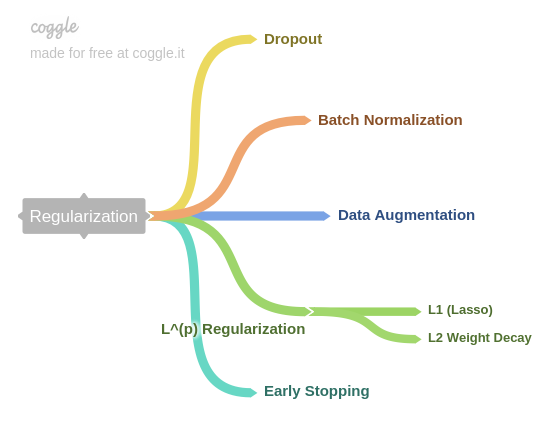 coggle
made for free at coggle.it
Dropout
Batch Normalization
Regularization
Data Augmentation
L^(p) Regularization
L1 (Lasso)
L2 Weight Decay
Early Stopping